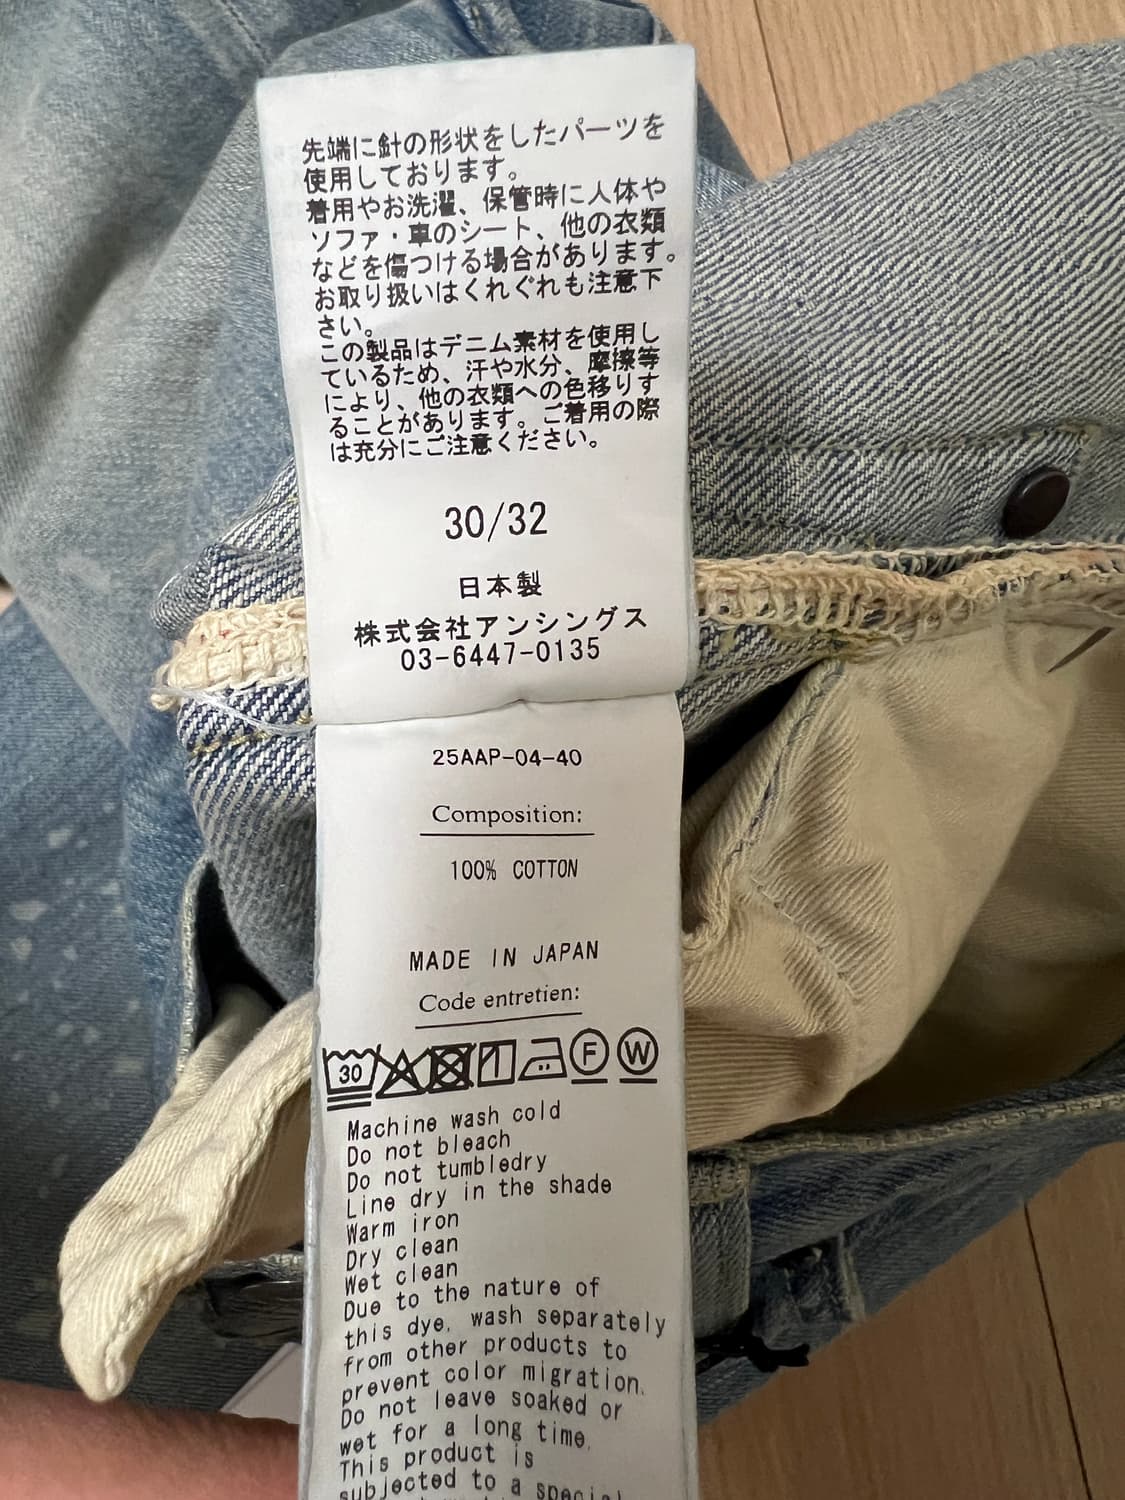 先端に針の形状をしたパーツを
使用しております。
着用やお洗濯、保管時に人体や
ソファ・車のシート、他の衣類
などを傷つける場合があります。
お取り扱いはくれぐれも注意下
さい。
この製品はデニム素材を使用し
ているため、汗や水分、摩擦等
により、他の衣類への色移りす
ることがあります。ご着用の際
は充分にご注意ください。
30/32
日本製
株式会社アンシングス
03-6447-0135
25AAP-04-40
Composition:
100% COTTON
MADE IN JAPAN
Code entretien:
30 F W
Machine wash cold
Do not bleach
Do not tumbledry
Line dry in the shade
Warm iron
Dry clean
Wet clean
Due to the nature of
this dye, wash separately
from other products to
prevent color migration.
Do not leave soaked or
wet for a long time.
This product is
subjected to a special